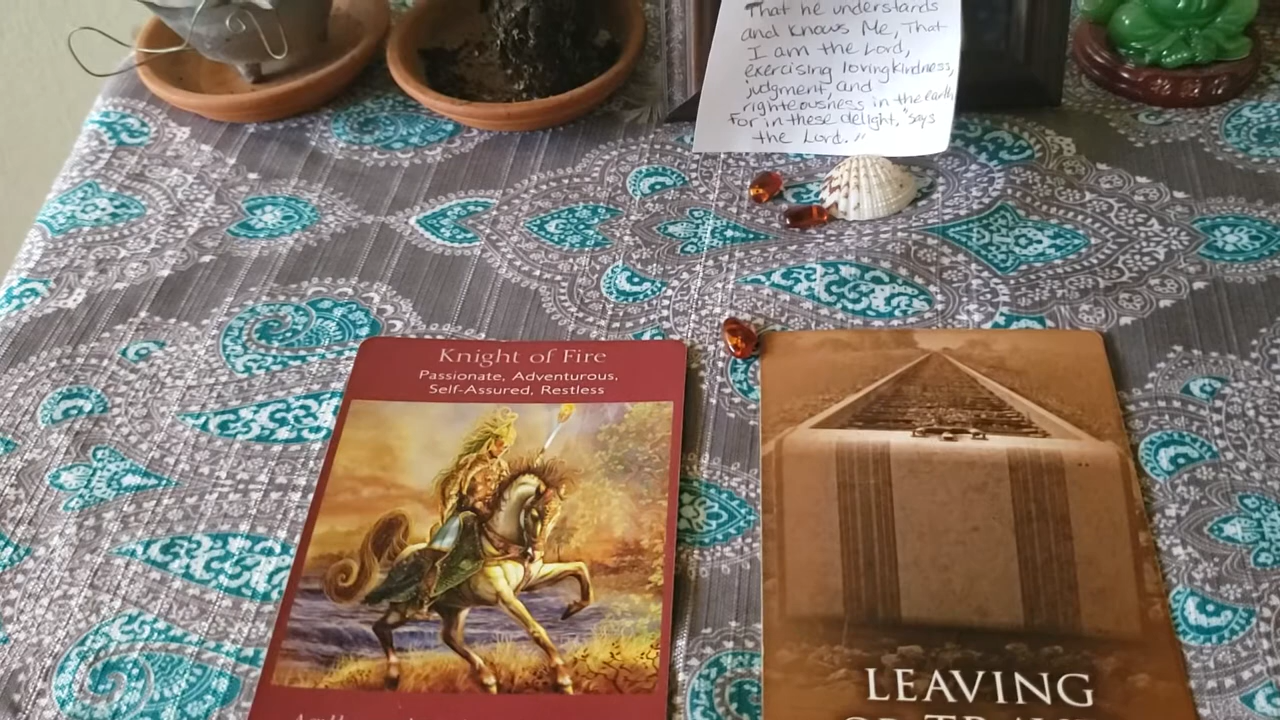 That he understands
and knows Me, That
I am the Lord,
exercising lovingkindness,
judgment, and
righteousness in the earth
For in these delight," says
the Lord."
Knight of Fire
Passionate, Adventurous,
Self-Assured, Restless
LEAVING